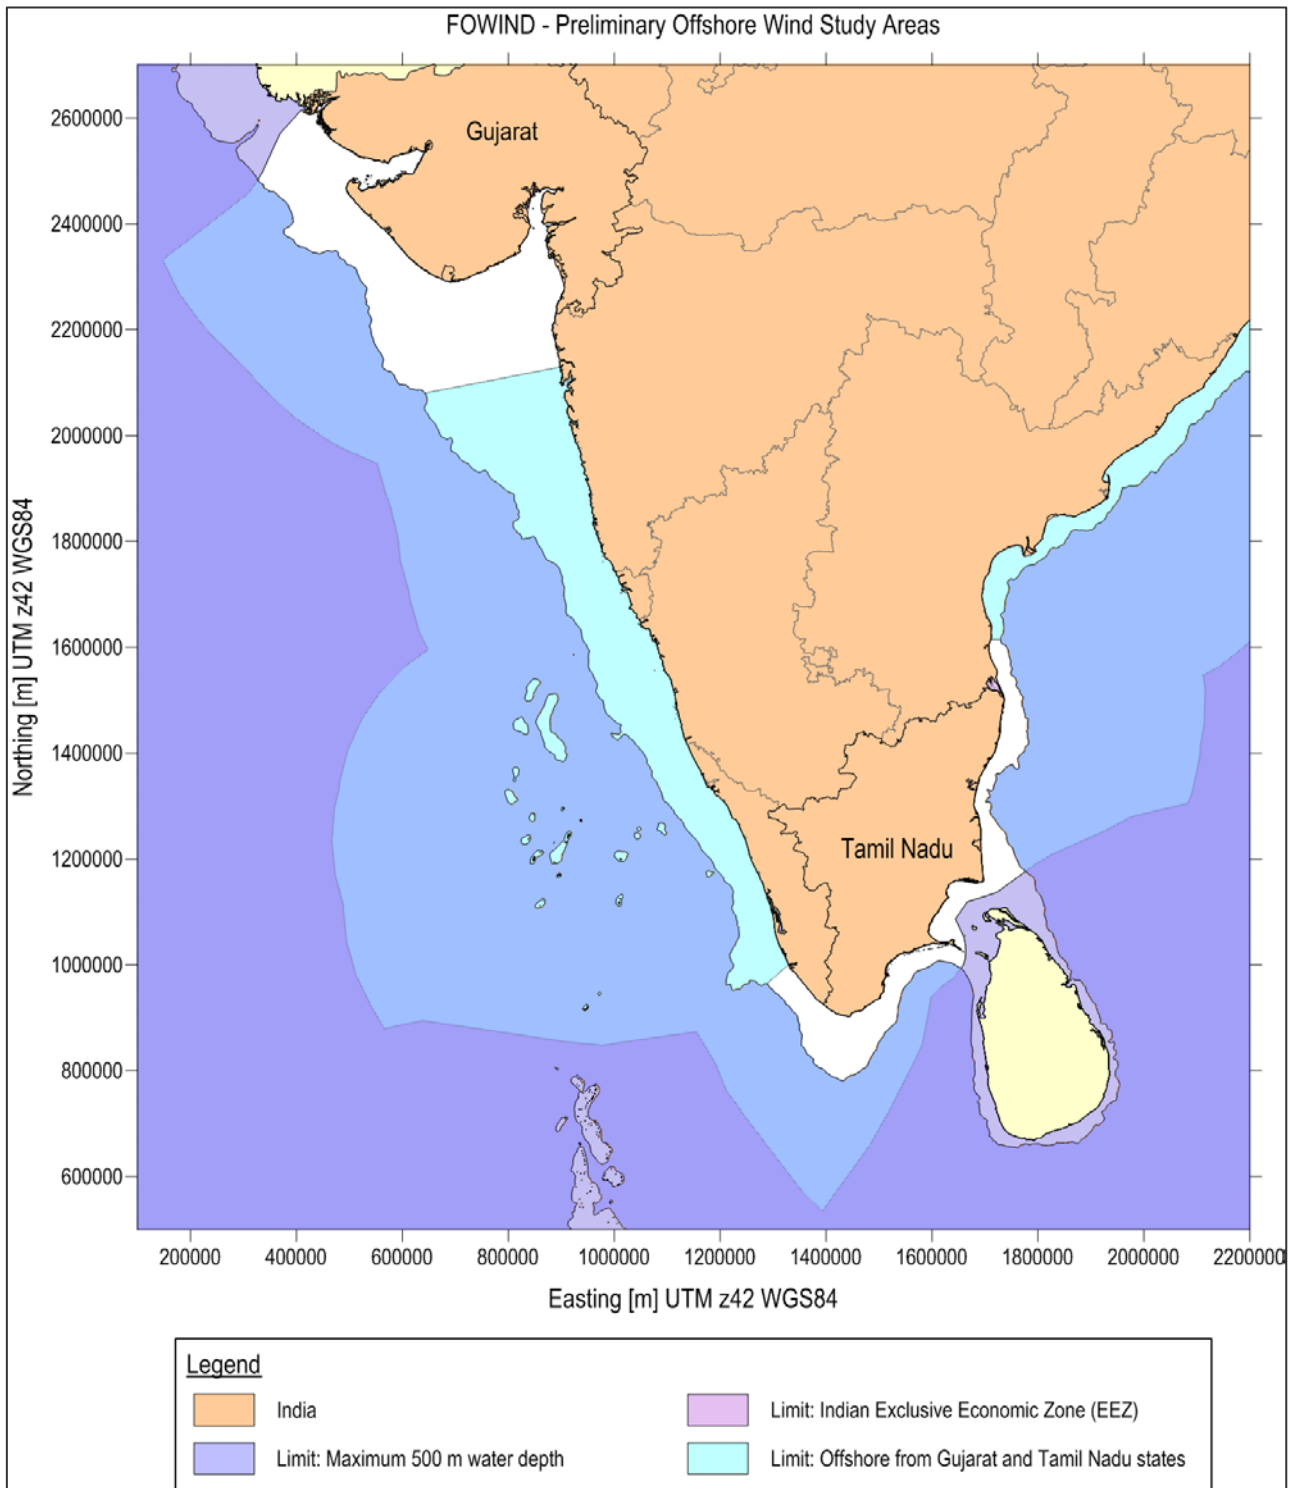 FOWIND - Preliminary Offshore Wind Study Areas
2600000
Gujarat
2400000
2200000
2000000
1800000
Northing [m] UTM z42 WGS84
1600000
1400000
1200000
Tamil Nadu
1000000
800000
600000
200000 400000 600000 800000 1000000 1200000 1400000 1600000 1800000 2000000 2200000
Easting [m] UTM z42 WGS84
Legend
India
Limit: Indian Exclusive Economic Zone (EEZ)
Limit: Maximum 500 m water depth
Limit: Offshore from Gujarat and Tamil Nadu states